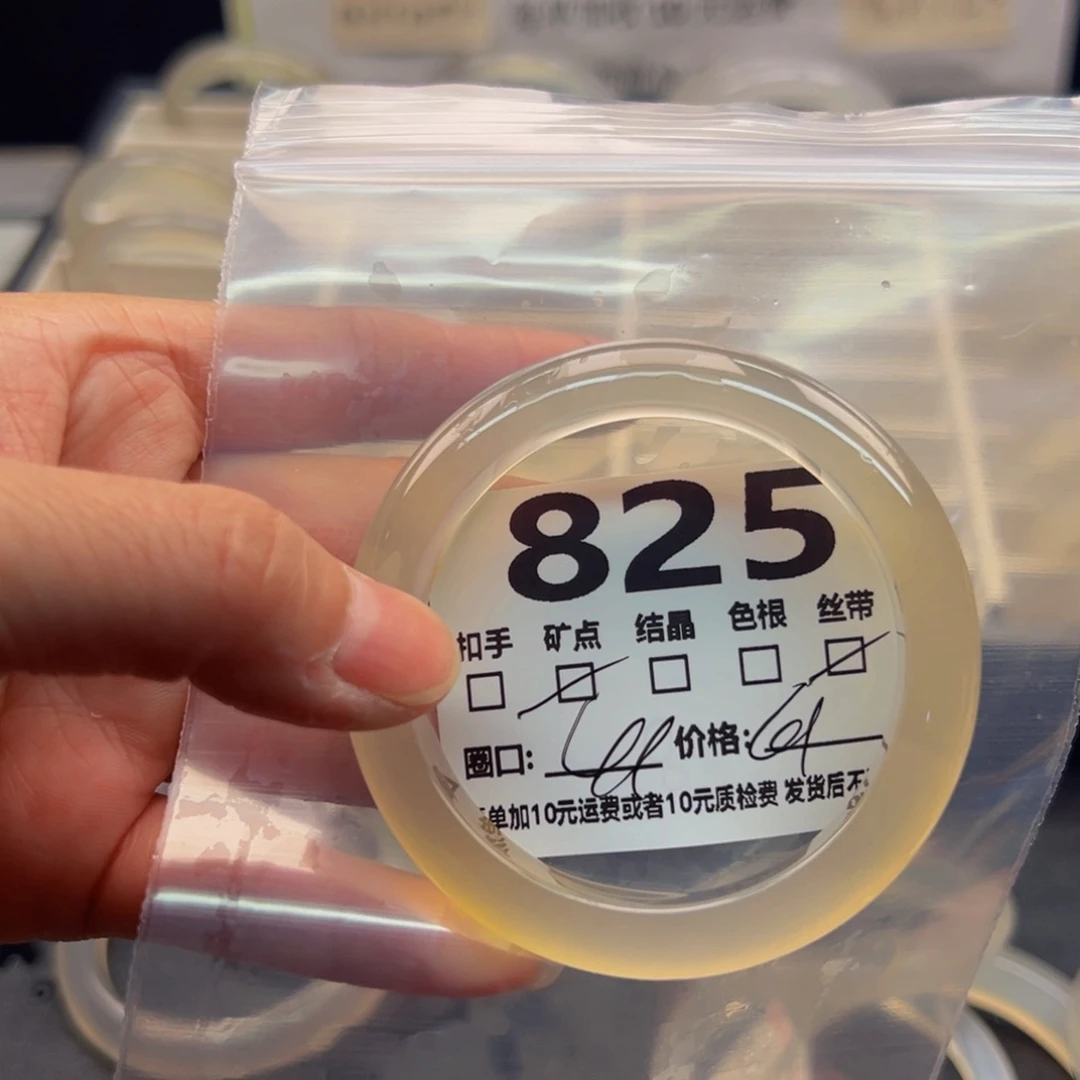 825
扣手 矿点 结晶 色根 丝带
圈口: 价格:
单加10元运费或者10元质检费 发货后不